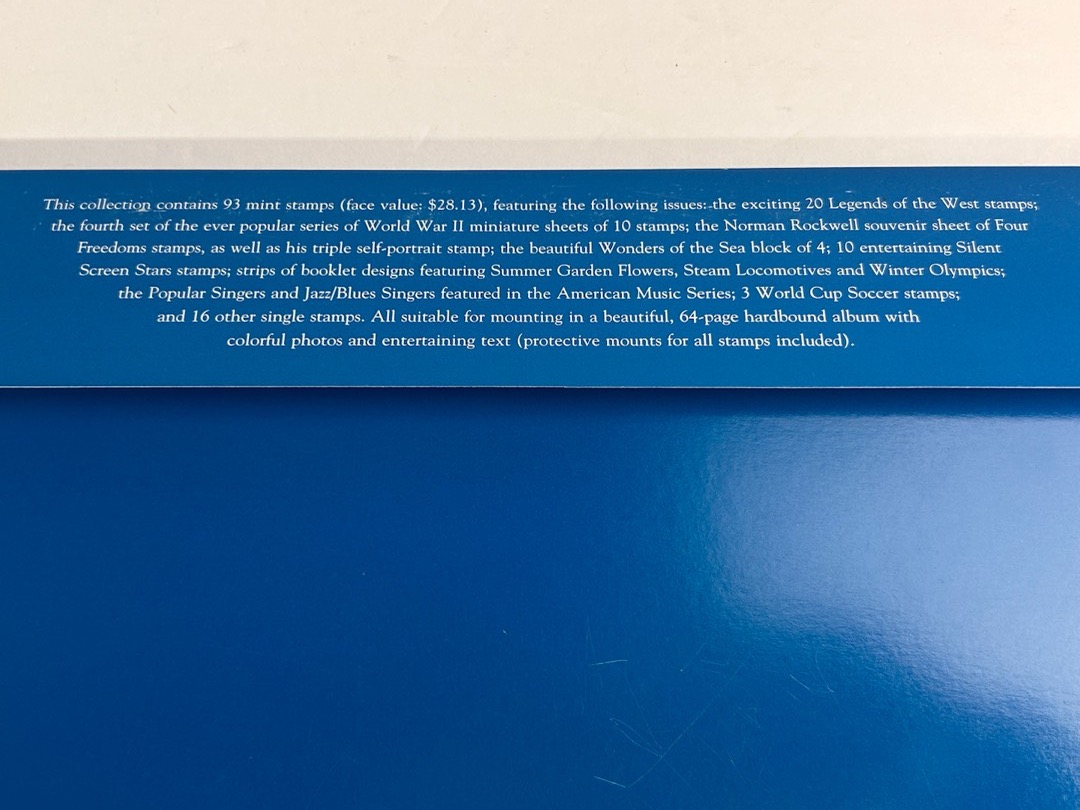 This collection contains 93 mint stamps (face value: $28.13), featuring the following issues: the exciting 20 Legends of the West stamps;
the fourth set of the ever popular series of World War II miniature sheets of 10 stamps; the Norman Rockwell souvenir sheet of Four
Freedoms stamps, as well as his triple self-portrait stamp; the beautiful Wonders of the Sea block of 4; 10 entertaining Silent
Screen Stars stamps; strips of booklet designs featuring Summer Garden Flowers, Steam Locomotives and Winter Olympics;
the Popular Singers and Jazz/Blues Singers featured in the American Music Series; 3 World Cup Soccer stamps;
and 16 other single stamps. All suitable for mounting in a beautiful, 64-page hardbound album with
colorful photos and entertaining text (protective mounts for all stamps included).